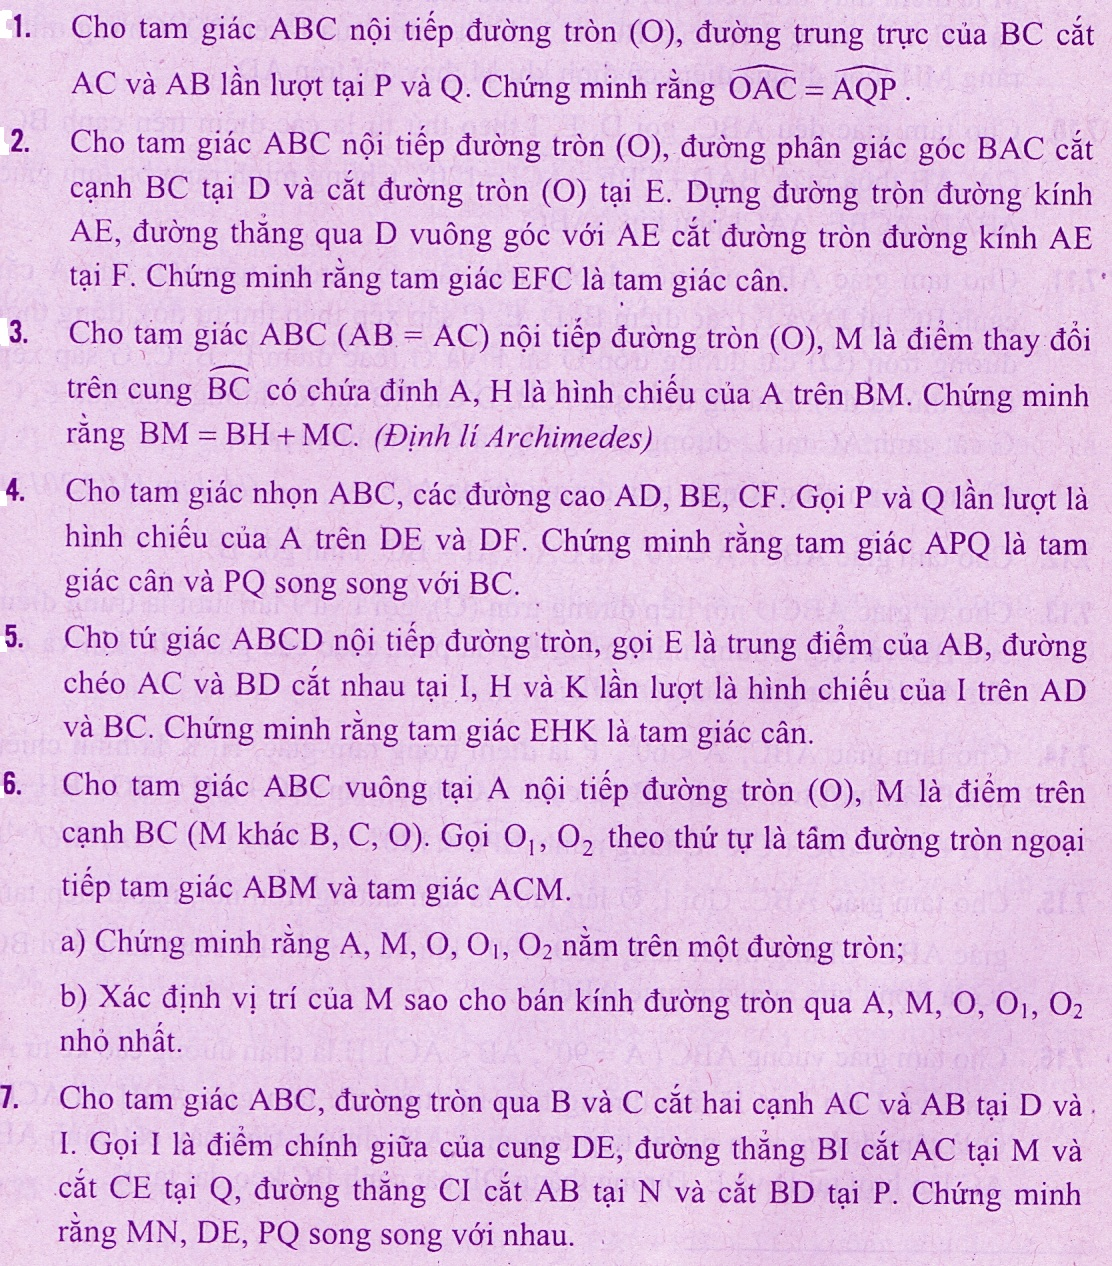 1. Cho tam giác ABC nội tiếp đường tròn (O), đường trung trực của BC cắt
AC và AB lần lượt tại P và Q. Chứng minh rằng OAC = AQP.
2. Cho tam giác ABC nội tiếp đường tròn (O), đường phân giác góc BAC cắt
cạnh BC tại D và cắt đường tròn (O) tại E. Dựng đường tròn đường kính
AE, đường thẳng qua D vuông góc với AE cắt đường tròn đường kính AE
tại F. Chứng minh rằng tam giác EFC là tam giác cân.
3. Cho tam giác ABC (AB = AC) nội tiếp đường tròn (O), M là điểm thay đổi
trên cung BC có chứa đỉnh A, H là hình chiếu của A trên BM. Chứng minh
rằng BM = BH + MC. (Định lí Archimedes)
4. Cho tam giác nhọn ABC, các đường cao AD, BE, CF. Gọi P và Q lần lượt là
hình chiếu của A trên DE và DF. Chứng minh rằng tam giác APQ là tam
giác cân và PQ song song với BC.
5. Cho tứ giác ABCD nội tiếp đường tròn, gọi E là trung điểm của AB, đường
chéo AC và BD cắt nhau tại I, H và K lần lượt là hình chiếu của I trên AD
và BC. Chứng minh rằng tam giác EHK là tam giác cân.
6. Cho tam giác ABC vuông tại A nội tiếp đường tròn (O), M là điểm trên
cạnh BC (M khác B, C, O). Gọi O₁, O₂ theo thứ tự là tâm đường tròn ngoại
tiếp tam giác ABM và tam giác ACM.
a) Chứng minh rằng A, M, O, O₁, O₂ nằm trên một đường tròn;
b) Xác định vị trí của M sao cho bán kính đường tròn qua A, M, O, O₁, O₂
nhỏ nhất.
7. Cho tam giác ABC, đường tròn qua B và C cắt hai cạnh AC và AB tại D và
I. Gọi I là điểm chính giữa của cung DE, đường thẳng BI cắt AC tại M và
cắt CE tại Q, đường thẳng CI cắt AB tại N và cắt BD tại P. Chứng minh
rằng MN, DE, PQ song song với nhau.